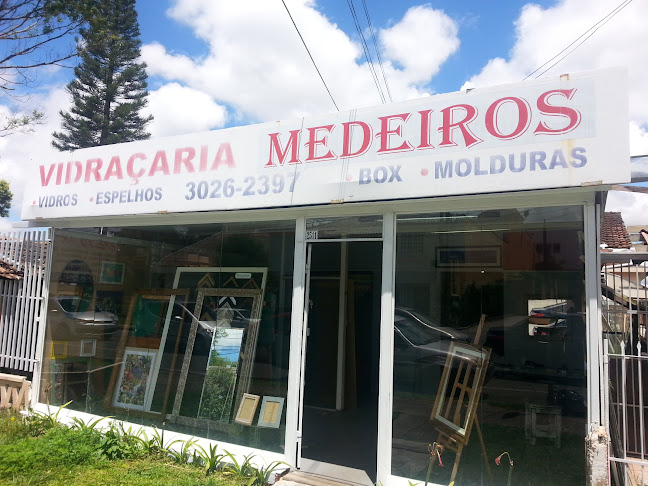 VIDRAÇARIA MEDEIROS
• VIDROS • ESPELHOS 3026-2397 • BOX • MOLDURAS